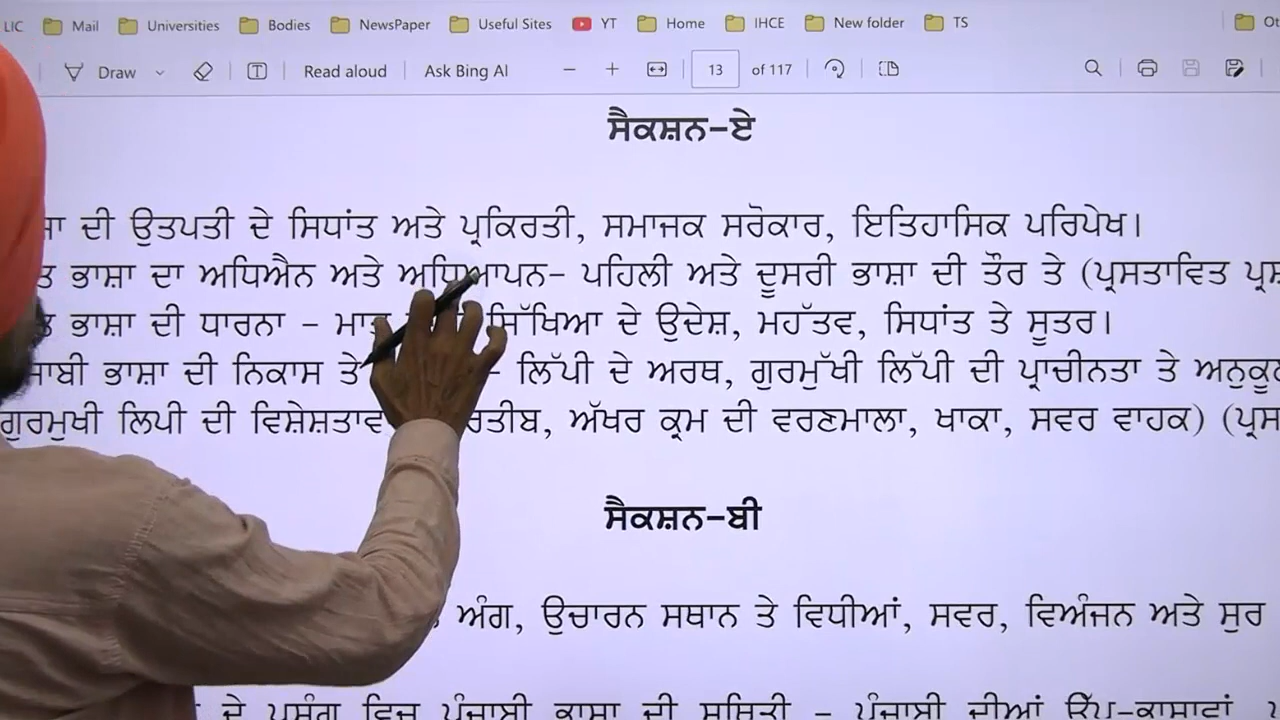 LIC Mail Universities Bodies NewsPaper Useful Sites YT Home IHCE New folder TS
Draw Read aloud Ask Bing AI 13 of 117
ਸੈਕਸ਼ਨ-ਏ
ਦੀ ਉਤਪਤੀ ਦੇ ਸਿਧਾਂਤ ਅਤੇ ਪ੍ਰਕਿਰਤੀ, ਸਮਾਜਕ ਸਰੋਕਾਰ, ਇਤਿਹਾਸਿਕ ਪਰਿਪੇਖ।
ਭਾਸ਼ਾ ਦਾ ਅਧਿਐਨ ਅਤੇ ਅਧਿਆਪਨ- ਪਹਿਲੀ ਅਤੇ ਦੂਸਰੀ ਭਾਸ਼ਾ ਦੀ ਤੌਰ ਤੇ (ਪ੍ਰਸਤਾਵਿਤ
ਭਾਸ਼ਾ ਦੀ ਧਾਰਨਾ - ਸਿੱਖਿਆ ਦੇ ਉਦੇਸ਼, ਮਹੱਤਵ, ਸਿਧਾਂਤ ਤੇ ਸੂਤਰ।
ਭਾਸ਼ਾ ਦੀ ਨਿਕਾਸ ਤੇ - ਲਿੱਪੀ ਦੇ ਅਰਥ, ਗੁਰਮੁੱਖੀ ਲਿੱਪੀ ਦੀ ਪ੍ਰਾਚੀਨਤਾ ਤੇ
ਗੁਰਮੁਖੀ ਲਿਪੀ ਦੀ ਅੱਖਰ ਕ੍ਰਮ ਦੀ ਵਰਣਮਾਲਾ, ਖਾਕਾ, ਸਵਰ ਵਾਹਕ)
ਸੈਕਸ਼ਨ-ਬੀ
ਅੰਗ, ਉਚਾਰਨ ਸਥਾਨ ਤੇ ਵਿਧੀਆਂ, ਸਵਰ, ਵਿਅੰਜਨ ਅਤੇ ਸੁਰ
ਦੇ ਪ੍ਰਸੰਗ ਵਿਚ ਪੰਜਾਬੀ ਭਾਸ਼ਾ ਦੀ ਸਥਿਤੀ - ਪੰਜਾਬੀ ਦੀਆਂ